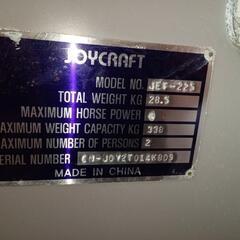 JOYCRAFT
MODEL NO. JEF-225
TOTAL WEIGHT KG 28.5
MAXIMUM HORSE POWER 6
MAXIMUM WEIGHT CAPACITY KG 330
MAXIMUM NUMBER OF PERSONS 2
SERIAL NUMBER
MADE IN CHINA